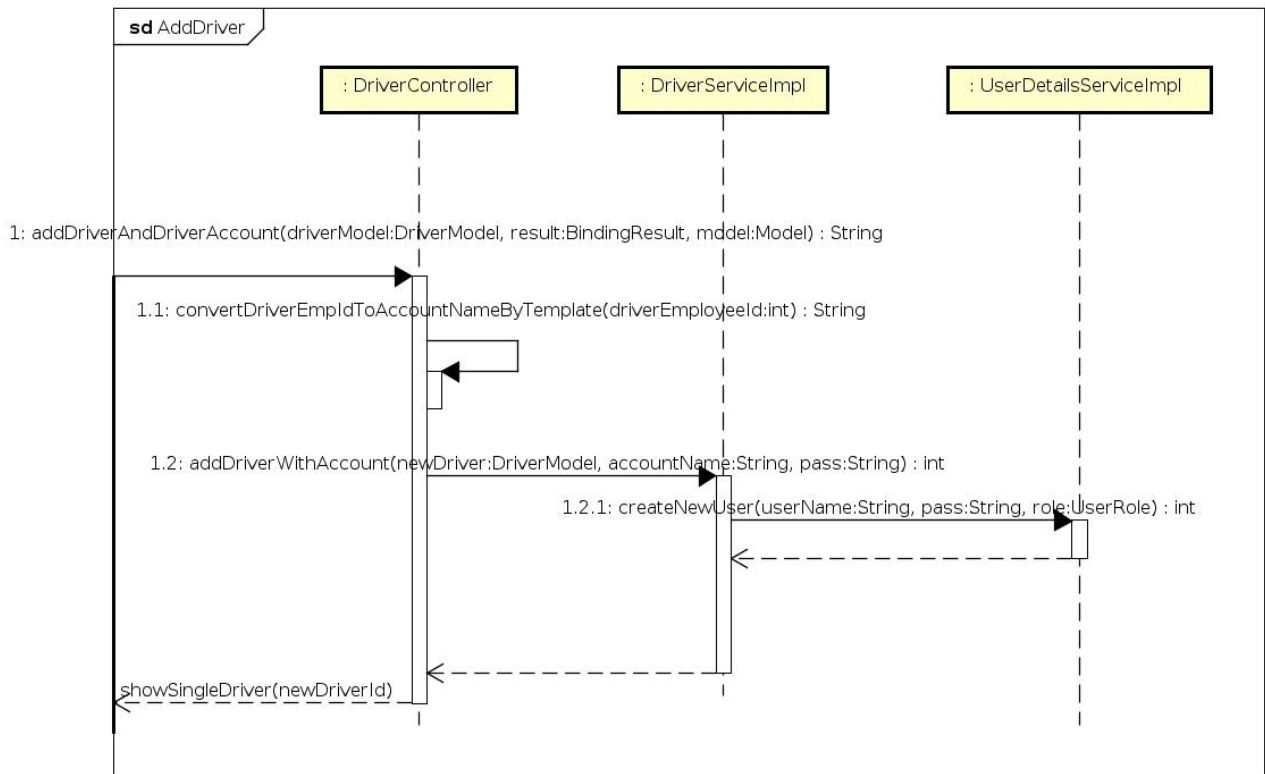 sd AddDriver
: DriverController
: DriverServiceImpl
: UserDetailsServiceImpl
1: addDriverAndDriverAccount(driverModel:DriverModel, result:BindingResult, model:Model) : String
1.1: convertDriverEmpIdToAccountNameByTemplate(driverEmployeeId:int) : String
1.2: addDriverWithAccount(newDriver:DriverModel, accountName:String, pass:String) : int
1.2.1: createNewUser(userName:String, pass:String, role:UserRole) : int
showSingleDriver(newDriverId)